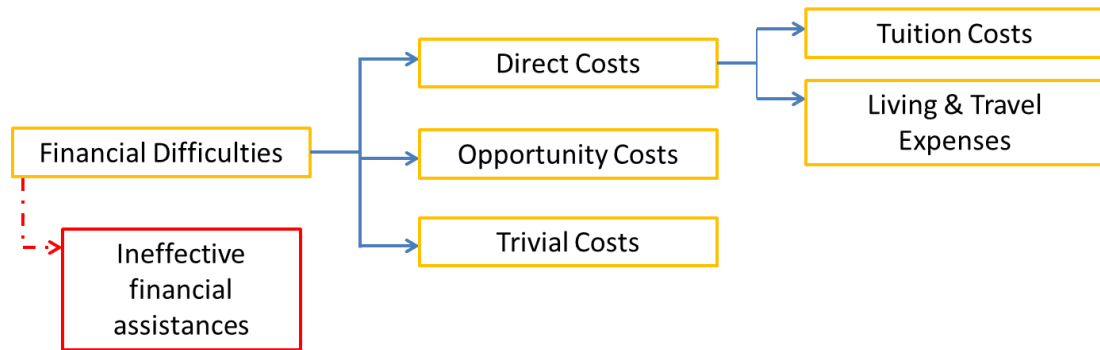 Tuition Costs
Direct Costs
Living & Travel
Expenses
Financial Difficulties
Opportunity Costs
Trivial Costs
Ineffective
financial
assistances